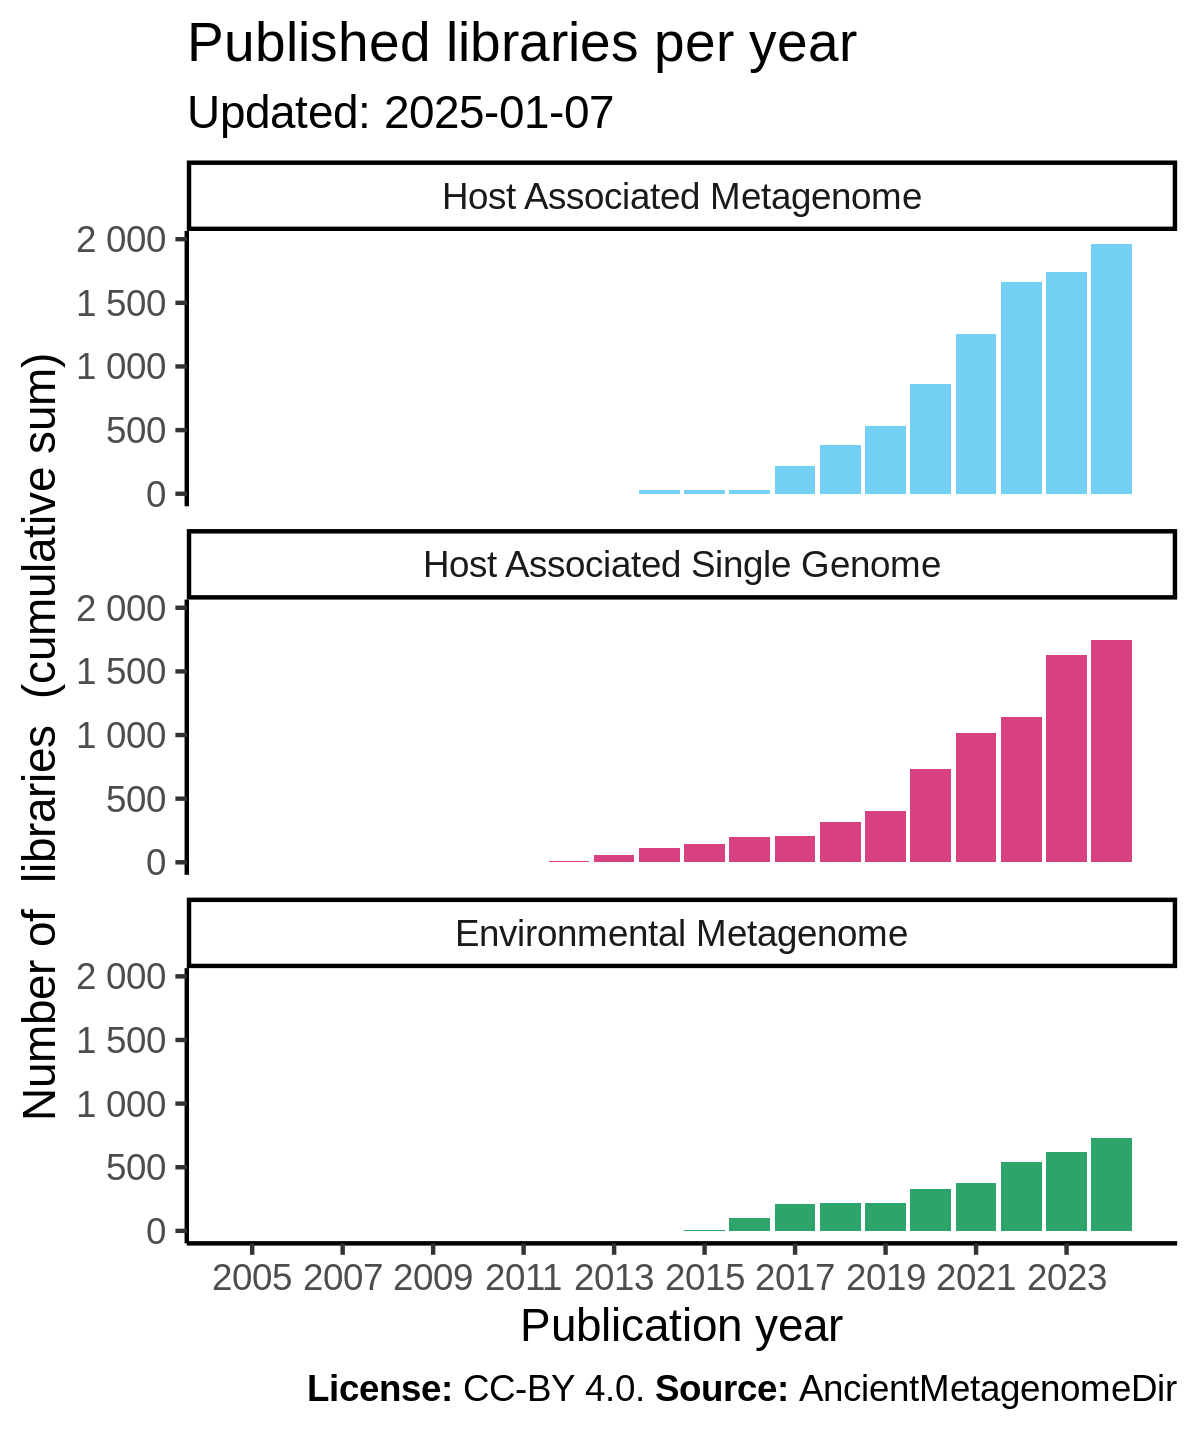 Published libraries per year
Updated: 2025-01-07
Host Associated Metagenome
2 000
1 500
1 000
500
0
Host Associated Single Genome
2 000
1 500
1 000
500
0
Environmental Metagenome
2 000
1 500
1 000
500
0
Number of libraries (cumulative sum)
2005 2007 2009 2011 2013 2015 2017 2019 2021 2023
Publication year
License: CC-BY 4.0. Source: AncientMetagenomeDir